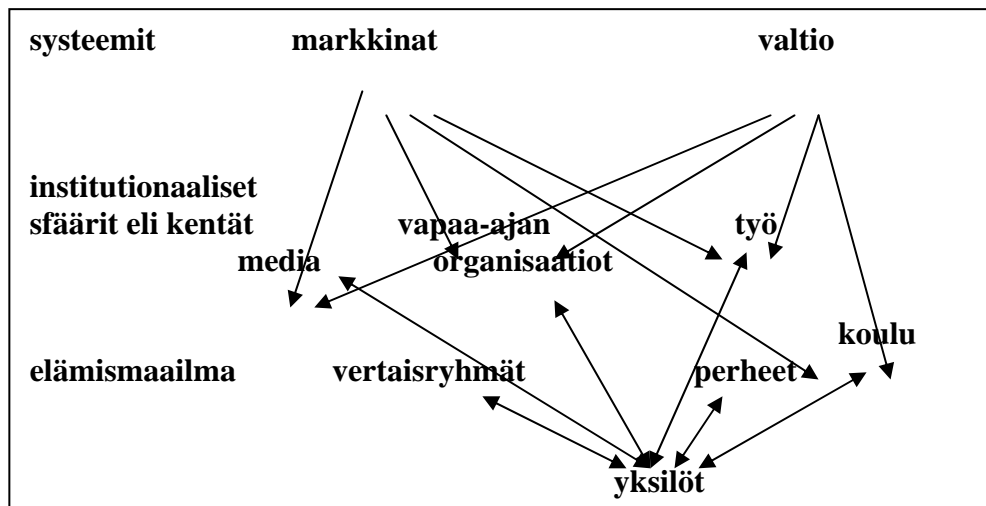 systeemit markkinat valtio
institutionaaliset
sfäärit eli kentät vapaa-ajan työ
media organisaatiot
koulu
elämismaailma vertaisryhmät perheet
yksilöt